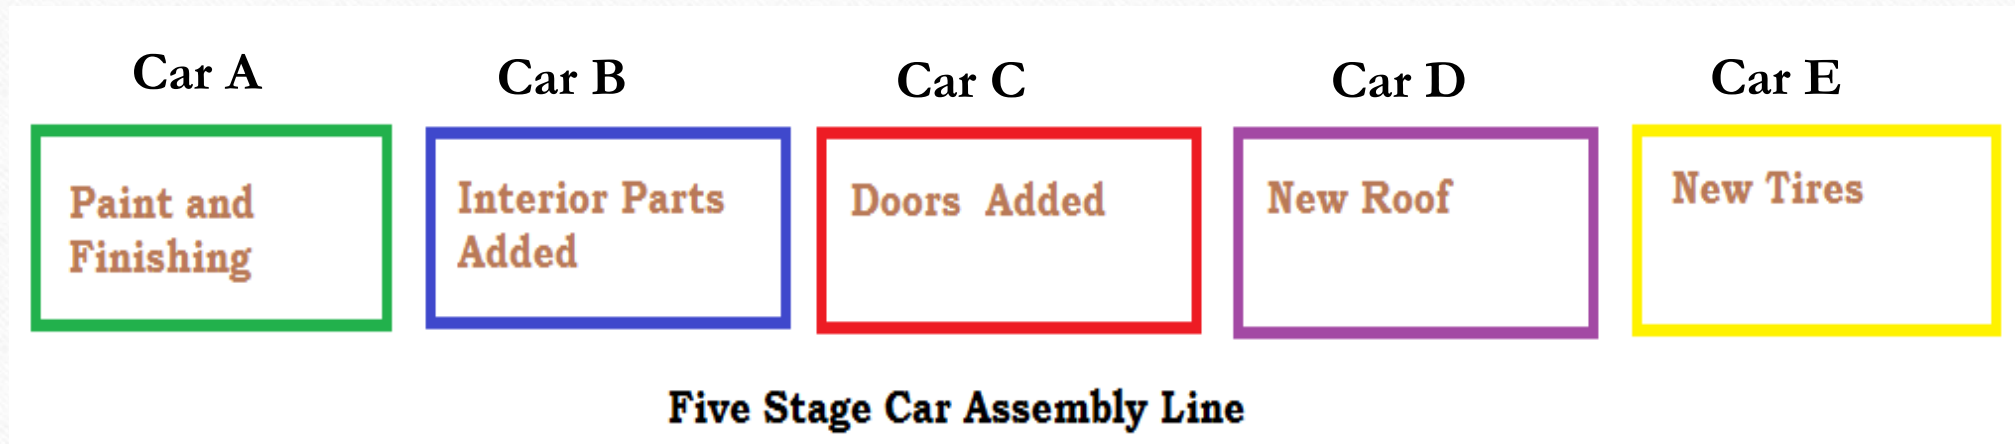 Car A
Car B
Car C
Car D
Car E
Paint and
Finishing
Interior Parts
Added
Doors Added
New Roof
New Tires
Five Stage Car Assembly Line